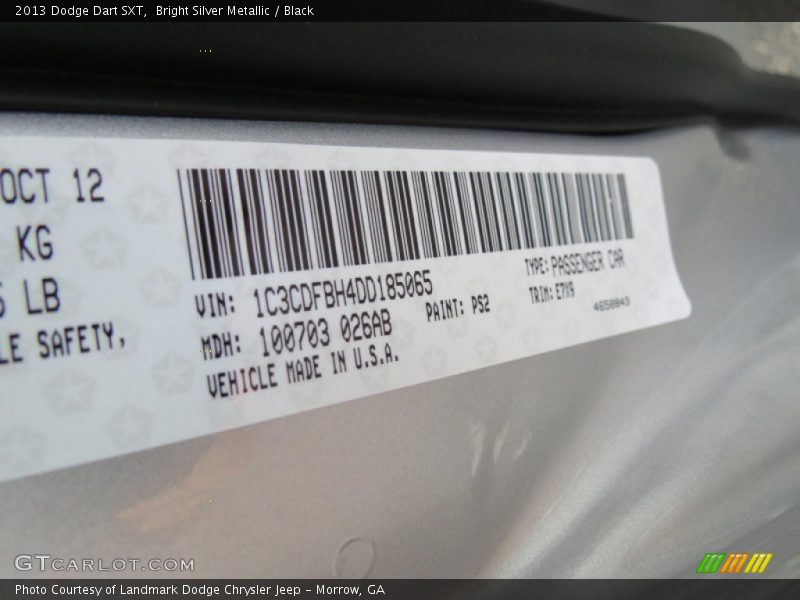 2013 Dodge Dart SXT,  Bright Silver Metallic / Black
OCT 12
KG
LB
LE SAFETY,
VIN: 1C3CDFBH4DD185065
MDH: 100703 026AB
VEHICLE MADE IN U.S.A.
PAINT: PS2
TYPE: PASSENGER CAR
TRIM: E7X9
4658843
GTCARLOT.COM
Photo Courtesy of Landmark Dodge Chrysler Jeep – Morrow, GA